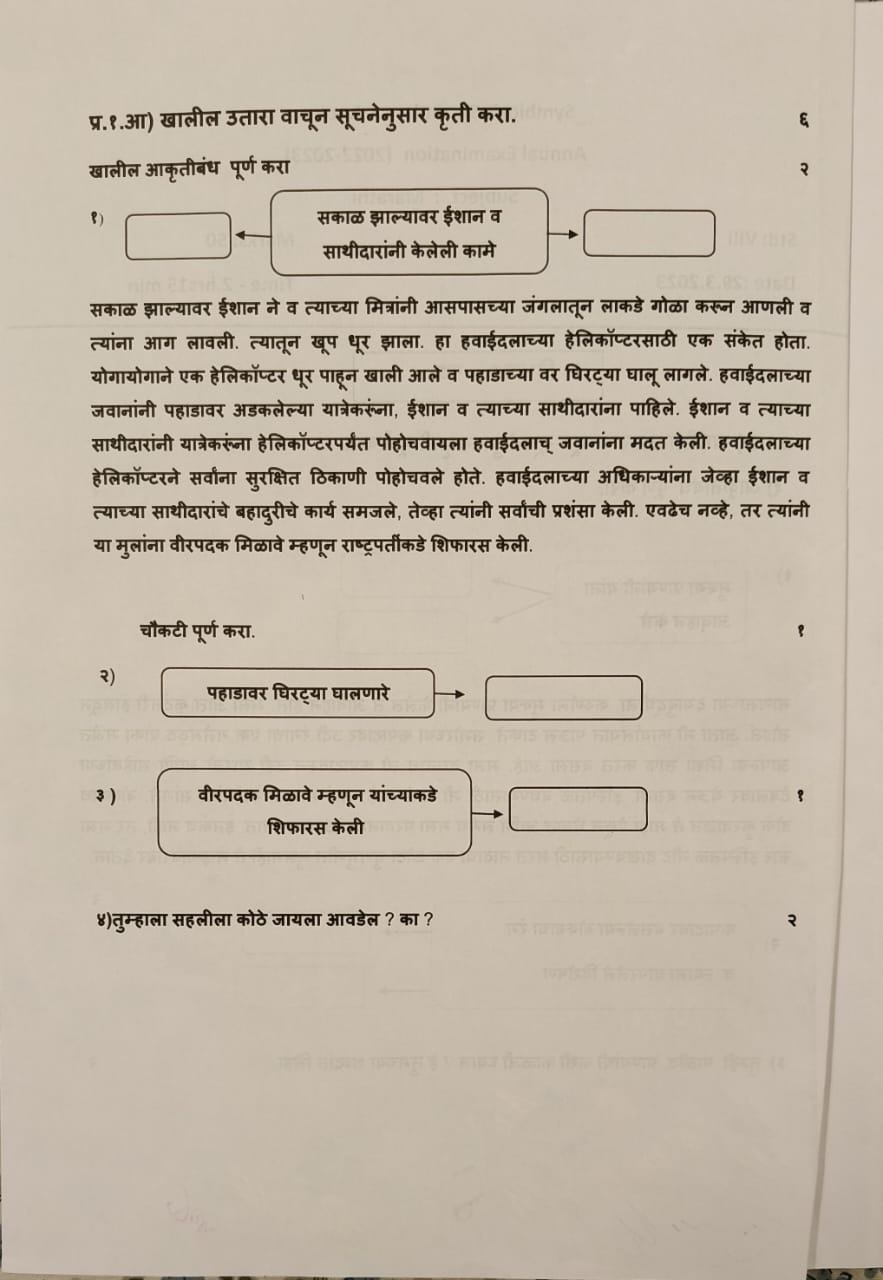 प्र.१.आ) खालील उतारा वाचून सूचनेनुसार कृती करा. ६
खालील आकृतीबंध पूर्ण करा २
१)
सकाळ झाल्यावर ईशान व
साथीदारांनी केलेली कामे
सकाळ झाल्यावर ईशान ने व त्याच्या मित्रांनी आसपासच्या जंगलातून लाकडे गोळा करून आणली व
त्यांना आग लावली. त्यातून खूप धूर झाला. हा हवाईदलाच्या हेलिकॉप्टरसाठी एक संकेत होता.
योगायोगाने एक हेलिकॉप्टर धूर पाहून खाली आले व पहाडाच्या वर घिरट्या घालू लागले. हवाईदलाच्या
जवानांनी पहाडावर अडकलेल्या यात्रेकरूंना, ईशान व त्याच्या साथीदारांना पाहिले. ईशान व त्याच्या
साथीदारांनी यात्रेकरूंना हेलिकॉप्टरपर्यंत पोहोचवायला हवाईदलाच् जवानांना मदत केली. हवाईदलाच्या
हेलिकॉप्टरने सर्वांना सुरक्षित ठिकाणी पोहोचवले होते. हवाईदलाच्या अधिकाऱ्यांना जेव्हा ईशान व
त्याच्या साथीदारांचे बहादुरीचे कार्य समजले, तेव्हा त्यांनी सर्वांची प्रशंसा केली. एवढेच नव्हे, तर त्यांनी
या मुलांना वीरपदक मिळावे म्हणून राष्ट्रपतींकडे शिफारस केली.
चौकटी पूर्ण करा. १
२)
पहाडावर घिरट्या घालणारे
३ )
वीरपदक मिळावे म्हणून यांच्याकडे १
शिफारस केली
४)तुम्हाला सहलीला कोठे जायला आवडेल ? का ? २